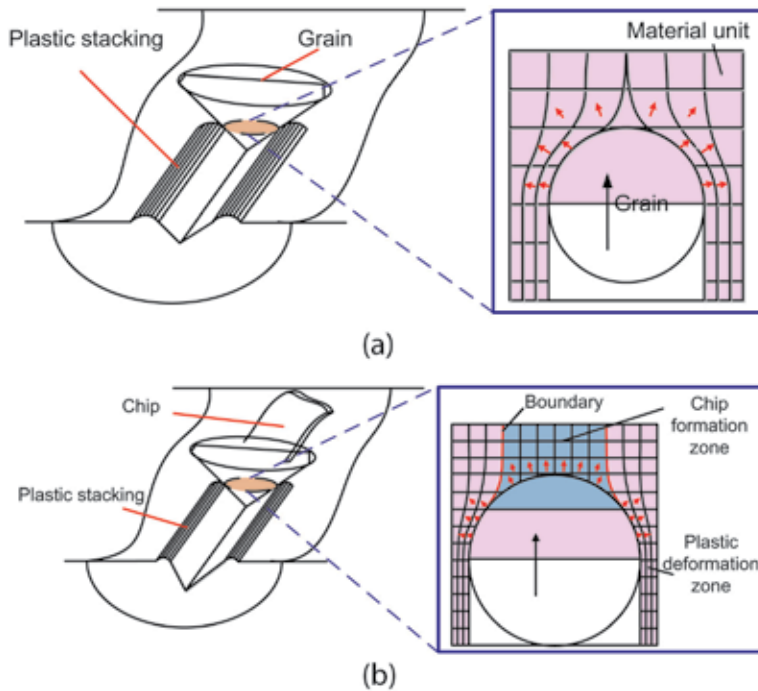 Plastic stacking
Grain
Material unit
Grain
(a)
Chip
Plastic stacking
Boundary
Chip
formation
zone
Plastic
deformation
zone
(b)